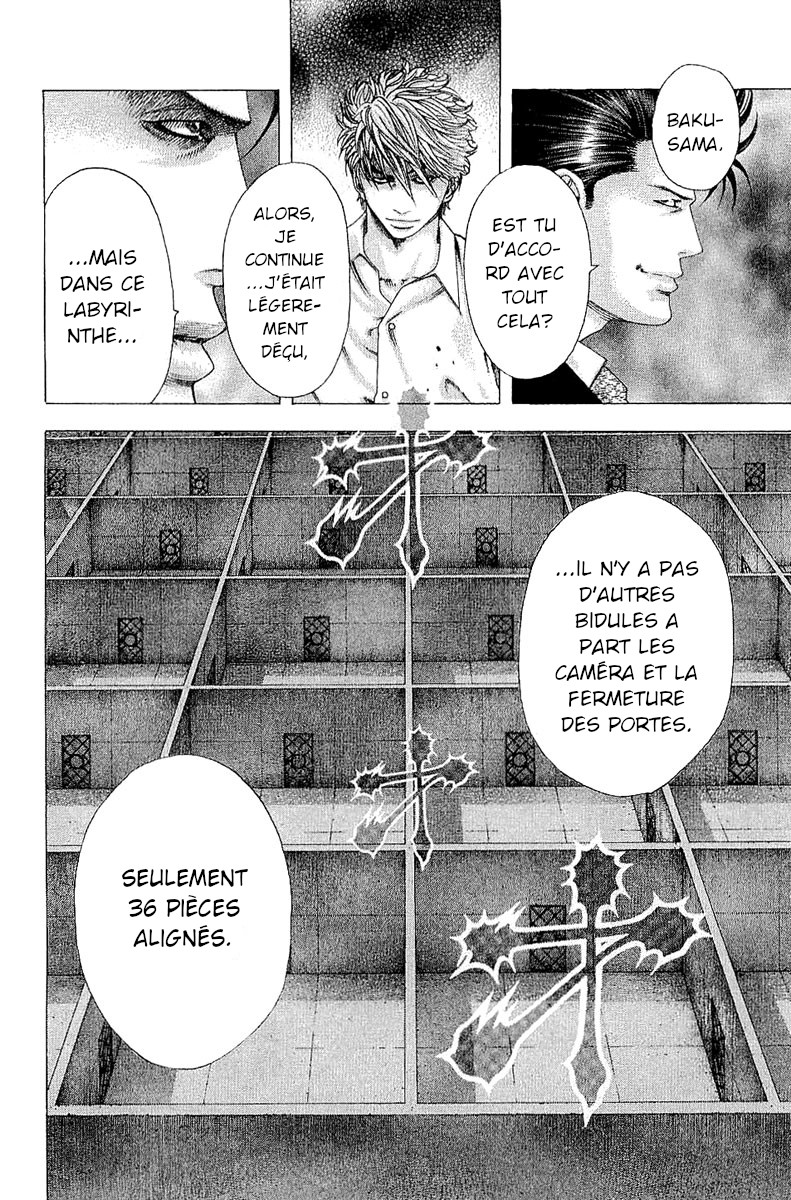 BAKU-
SAMA.
EST TU
D'ACCO-
RD AVEC
TOUT
CELA?
ALORS,
JE
CONTINUE
...J'ÉTAIT
LÉGERE-
MENT
DÉÇU,
...MAIS
DANS CE
LABYRI-
NTHE...
...IL N'Y A PAS
D'AUTRES
BIDULES A
PART LES
CAMÉRA ET LA
FERMETURE
DES PORTES.
SEULEMENT
36 PIÈCES
ALIGNÉS.